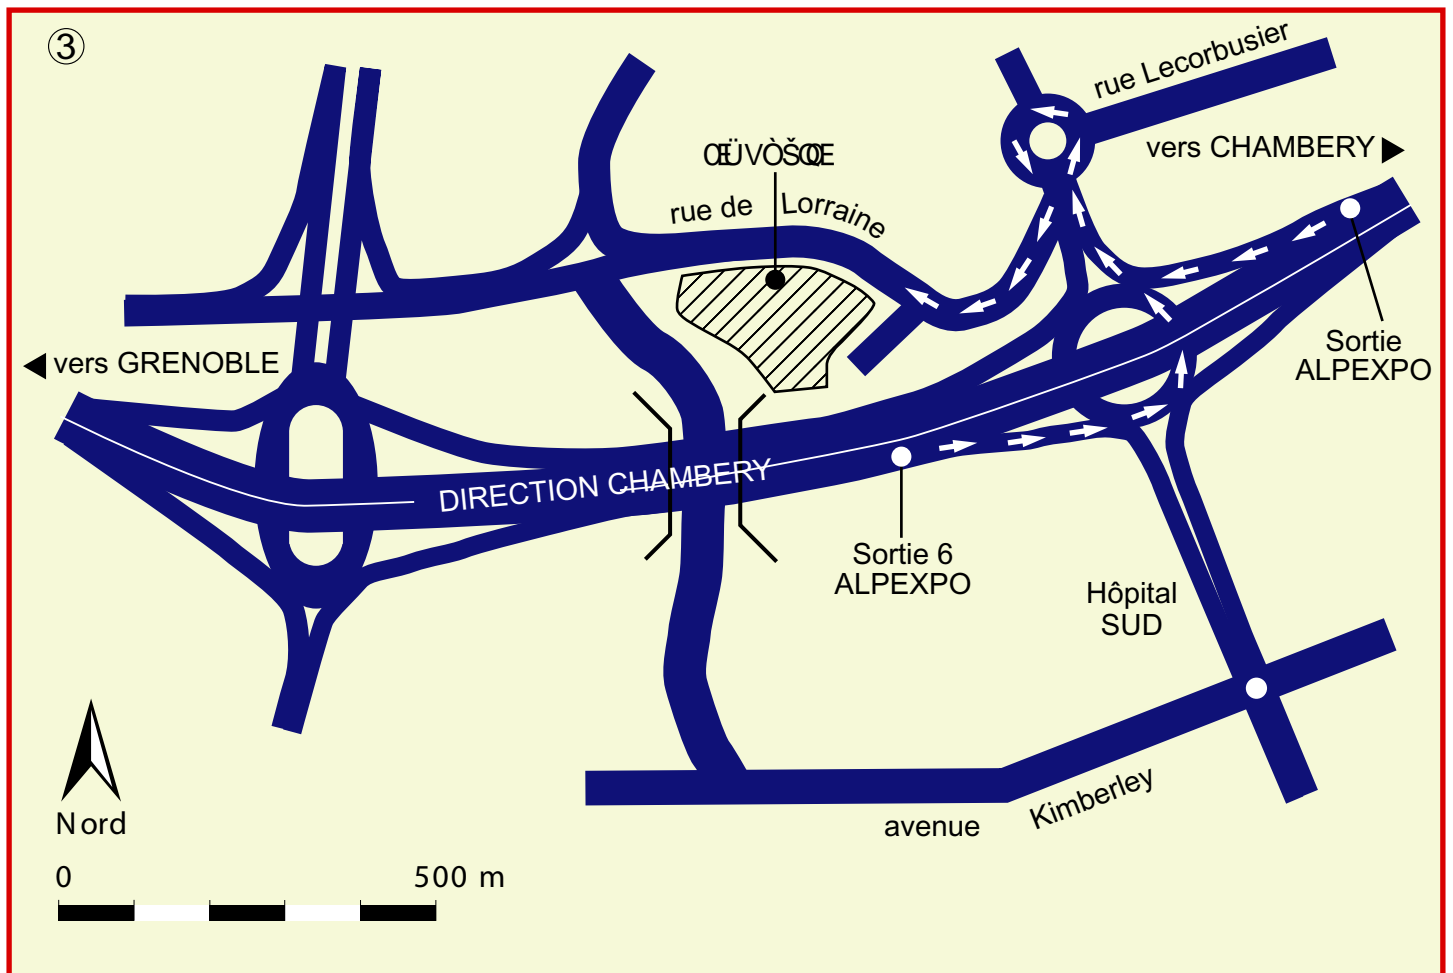 ③
rue Lecorbusier
vers CHAMBERY
ŒÜVÒŠŒ
rue de Lorraine
Sortie
ALPEXPO
vers GRENOBLE
DIRECTION CHAMBERY
Sortie 6
ALPEXPO
Hôpital
SUD
Nord
avenue Kimberley
0 500 m